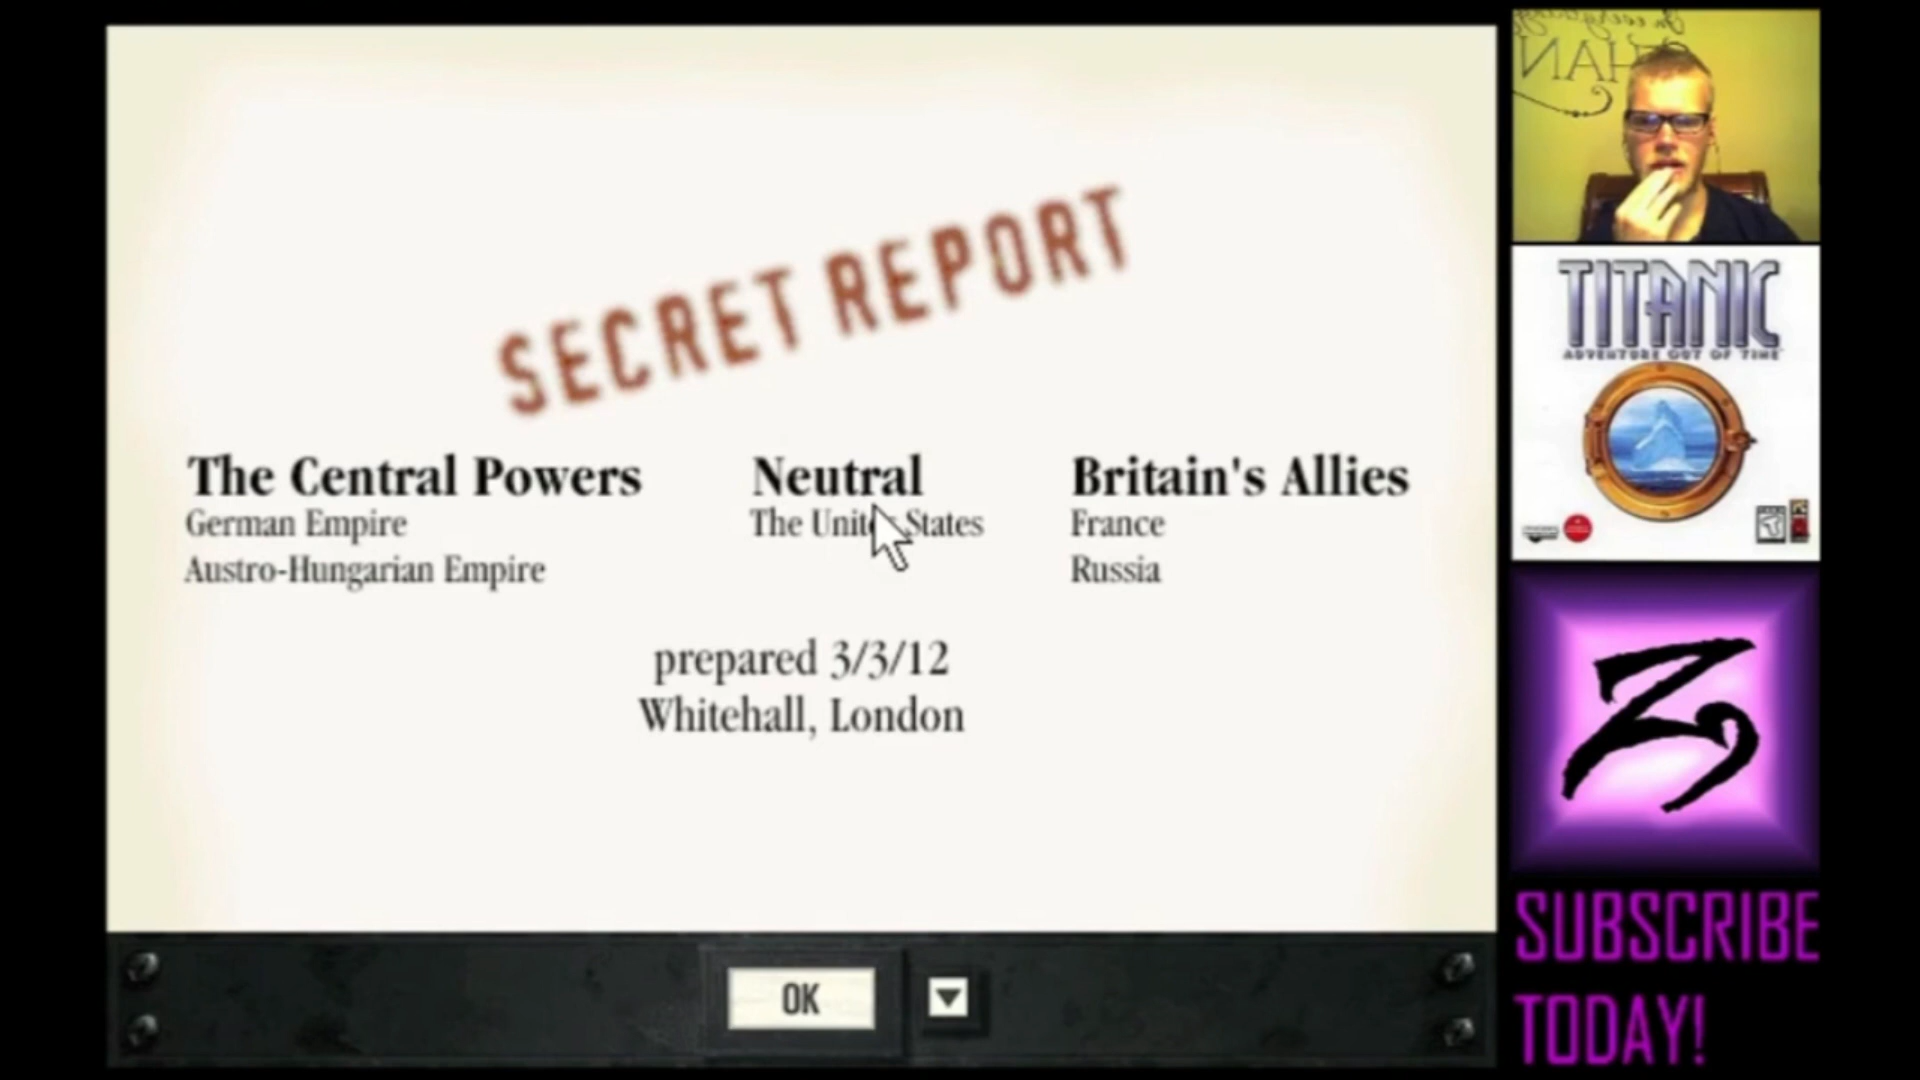 SECRET REPORT
The Central Powers
German Empire
Austro-Hungarian Empire
Neutral
The United States
Britain's Allies
France
Russia
prepared 3/3/12
Whitehall, London
OK
TITANIC
ADVENTURE OUT OF TIME
SUBSCRIBE
TODAY!